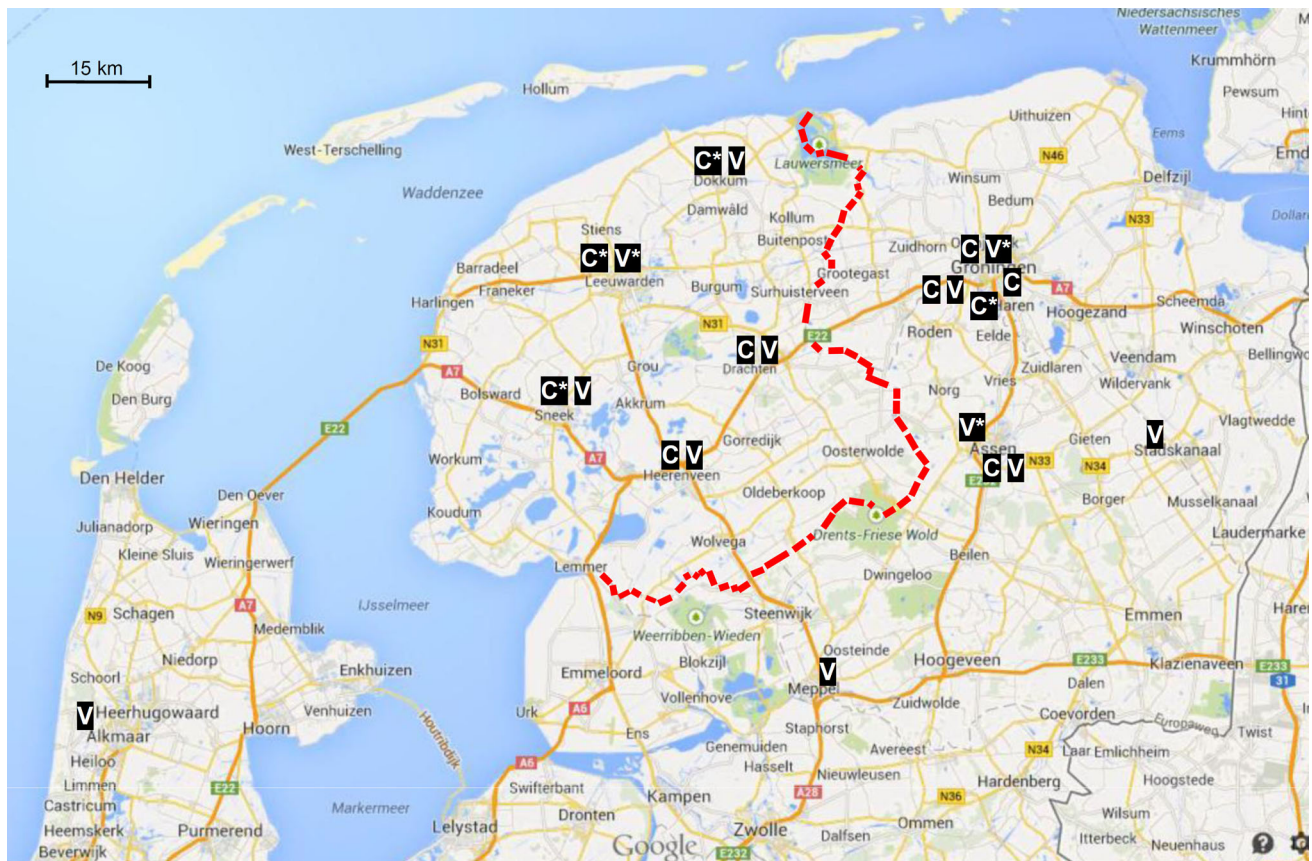 Niedersächsisches
Wattenmeer
15 km
Krummhörn
Hollum
Pewsum
Uithuizen
Eems
West-Terschelling
N46
C* V
Lauwersmeer
Waddenzee
Dokkum
Winsum
Delfzijl
Damwâld
Kollum
Bedum
N33
Stiens
Buitenpost
Zuidhorn
C V*
C* V*
Groningen
Barradeel
Grootegast
Leeuwarden
Burgum
Surhuisterveen
C V
C
A7
Franeker
C*
Scheemda
Harlingen
Hoogezand
N31
Roden
Eelde
Winschoten
E22
N31
C V
De Koog
Grou
Drachten
Veendam
A7
Zuidlaren
Den Burg
C* V
Norg
Vries
Wildervank
Bolsward
Akkrum
Sneek
Vlagtwedde
E22
V*
V
Gorredijk
Assen
Gieten
Oosterwolde
Stadskanaal
Workum
A7
C V
C V
N33
N34
Den Helder
Heerenveen
Den Oever
Oldeberkoop
Borger
Musselkanaal
Koudum
Julianadorp
Wieringen
Drents-Friese Wold
Laudermarke
Wolvega
Kleine Sluis
Beilen
Wieringerwerf
Lemmer
Dwingeloo
A7
IJsselmeer
N9
Schagen
Steenwijk
Emmen
Medemblik
Weerribben-Wieden
Oosteinde
Niedorp
Enkhuizen
Emmeloord
Blokzijl
Hoogeveen
E233
Klazienaveen
E233
Schoorl
V
31
Meppel
Dalen
Vollenhove
Zuidwolde
V
Heerhugowaard
Venhuizen
Urk
A6
Coevorden
Europaweg
Twist
Hoorn
Staphorst
Alkmaar
Houtribdijk
Ens
Genemuiden
Avereest
N34
Laar
Emlichheim
Heiloo
A6
Hasselt
Nieuwleusen
Hardenberg
Hoogstede
Limmen
E22
Swifterbant
A28
N36
Castricum
Markermeer
Kampen
Wilsum
Heemskerk
Purmerend
Lelystad
Dronten
Ommen
Google
Zwolle
Dalfsen
Itterbeck
Neuenhaus
Beverwijk
E232